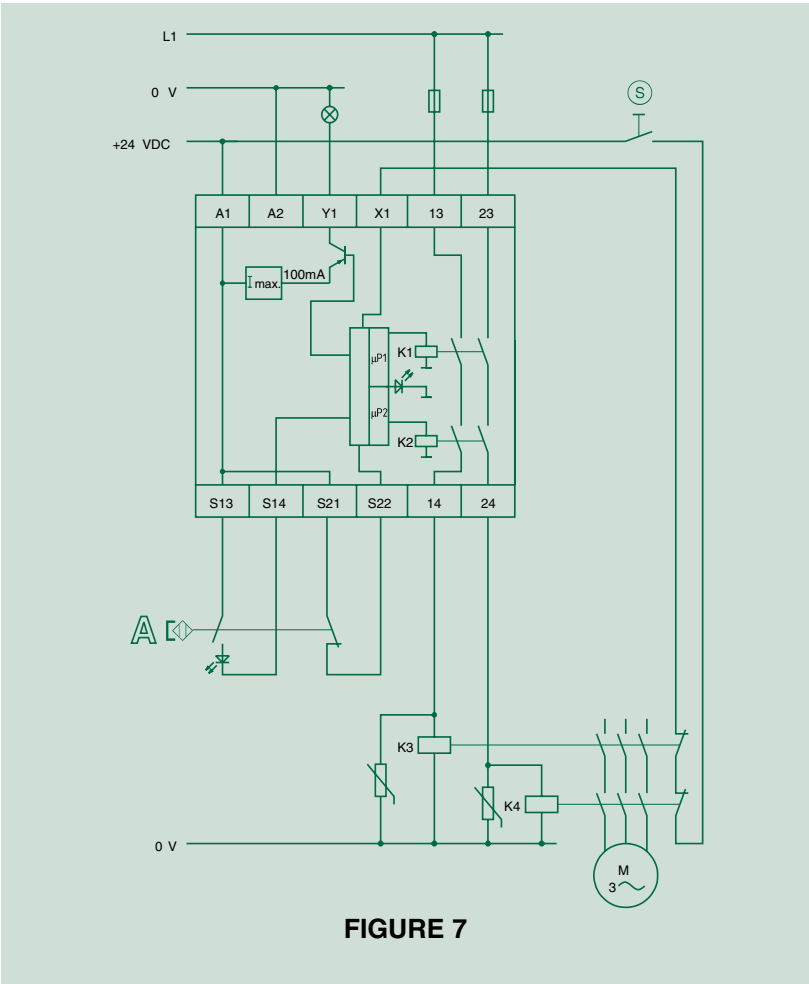 L1
0 V
S
+24 VDC
A1 A2 Y1 X1 13 23
I max.
100mA
µP1
K1
µP2
K2
S13 S14 S21 S22 14 24
A
K3
K4
0 V
M
3
FIGURE 7